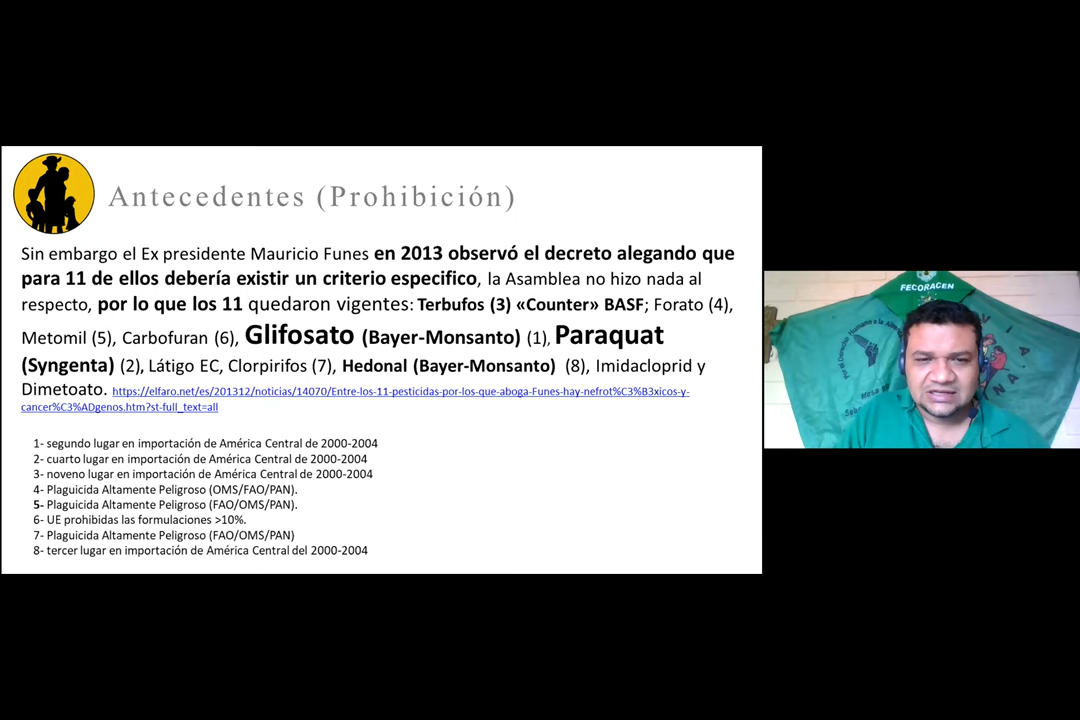 Antecedentes (Prohibición)
Sin embargo el Ex presidente Mauricio Funes en 2013 observó el decreto alegando que
para 11 de ellos debería existir un criterio especifico, la Asamblea no hizo nada al
respecto, por lo que los 11 quedaron vigentes: Terbufos (3) «Counter» BASF; Forato (4),
Metomil (5), Carbofuran (6), Glifosato (Bayer-Monsanto) (1), Paraquat
(Syngenta) (2), Látigo EC, Clorpirifos (7), Hedonal (Bayer-Monsanto) (8), Imidacloprid y
Dimetoato. https://elfaro.net/es/201312/noticias/14070/Entre-los-11-pesticidas-por-los-que-aboga-Funes-hay-nefrot%C3%B3xicos-y-
cancer%C3%ADgenos.htm?st-full_text=all
1- segundo lugar en importación de América Central de 2000-2004
2- cuarto lugar en importación de América Central de 2000-2004
3- noveno lugar en importación de América Central de 2000-2004
4- Plaguicida Altamente Peligroso (OMS/FAO/PAN).
5- Plaguicida Altamente Peligroso (FAO/OMS/PAN).
6- UE prohibidas las formulaciones >10%.
7- Plaguicida Altamente Peligroso (FAO/OMS/PAN)
8- tercer lugar en importación de América Central del 2000-2004
FECORACEN
Humano a la
Mesa